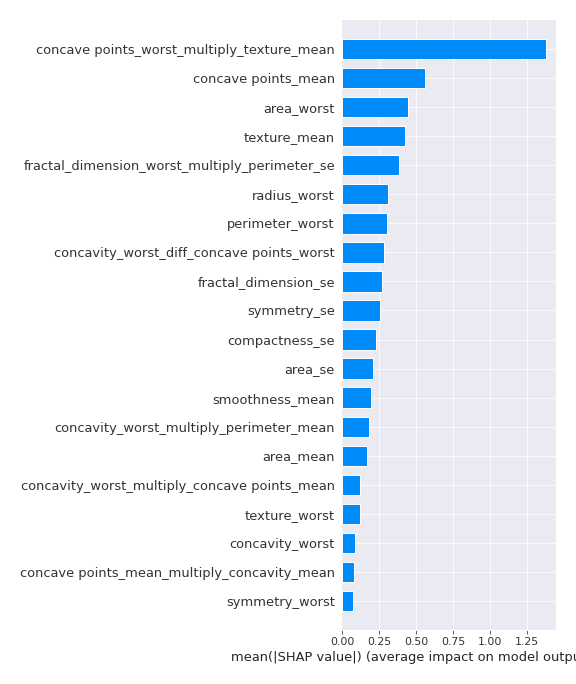 concave points_worst_multiply_texture_mean
concave points_mean
area_worst
texture_mean
fractal_dimension_worst_multiply_perimeter_se
radius_worst
perimeter_worst
concavity_worst_diff_concave points_worst
fractal_dimension_se
symmetry_se
compactness_se
area_se
smoothness_mean
concavity_worst_multiply_perimeter_mean
area_mean
concavity_worst_multiply_concave points_mean
texture_worst
concavity_worst
concave points_mean_multiply_concavity_mean
symmetry_worst
0.00 0.25 0.50 0.75 1.00 1.25
mean(|SHAP value|) (average impact on model outpu